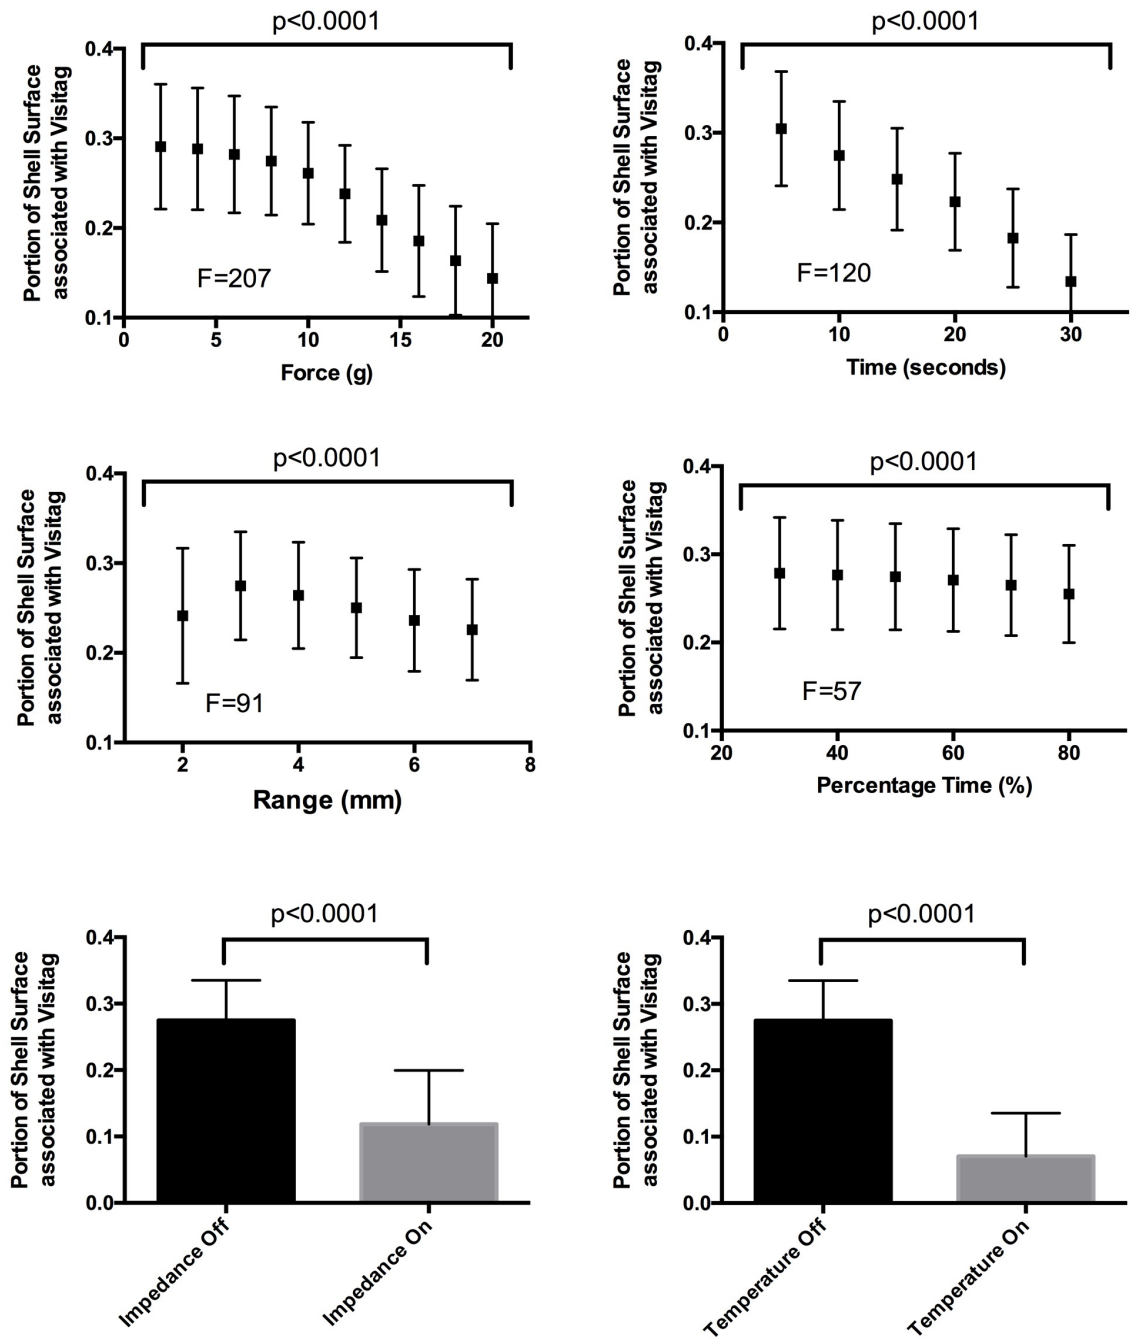 p<0.0001
Portion of Shell Surface
associated with Visitag
0.4
0.3
0.2
0.1
F=207
0 5 10 15 20
Force (g)
p<0.0001
Portion of Shell Surface
associated with Visitag
0.4
0.3
0.2
0.1
F=120
0 10 20 30
Time (seconds)
p<0.0001
Portion of Shell Surface
associated with Visitag
0.4
0.3
0.2
0.1
F=91
2 4 6 8
Range (mm)
p<0.0001
Portion of Shell Surface
associated with Visitag
0.4
0.3
0.2
0.1
F=57
20 40 60 80
Percentage Time (%)
p<0.0001
Portion of Shell Surface
associated with Visitag
0.4
0.3
0.2
0.1
0.0
Impedance Off
Impedance On
p<0.0001
Portion of Shell Surface
associated with Visitag
0.4
0.3
0.2
0.1
0.0
Temperature Off
Temperature On